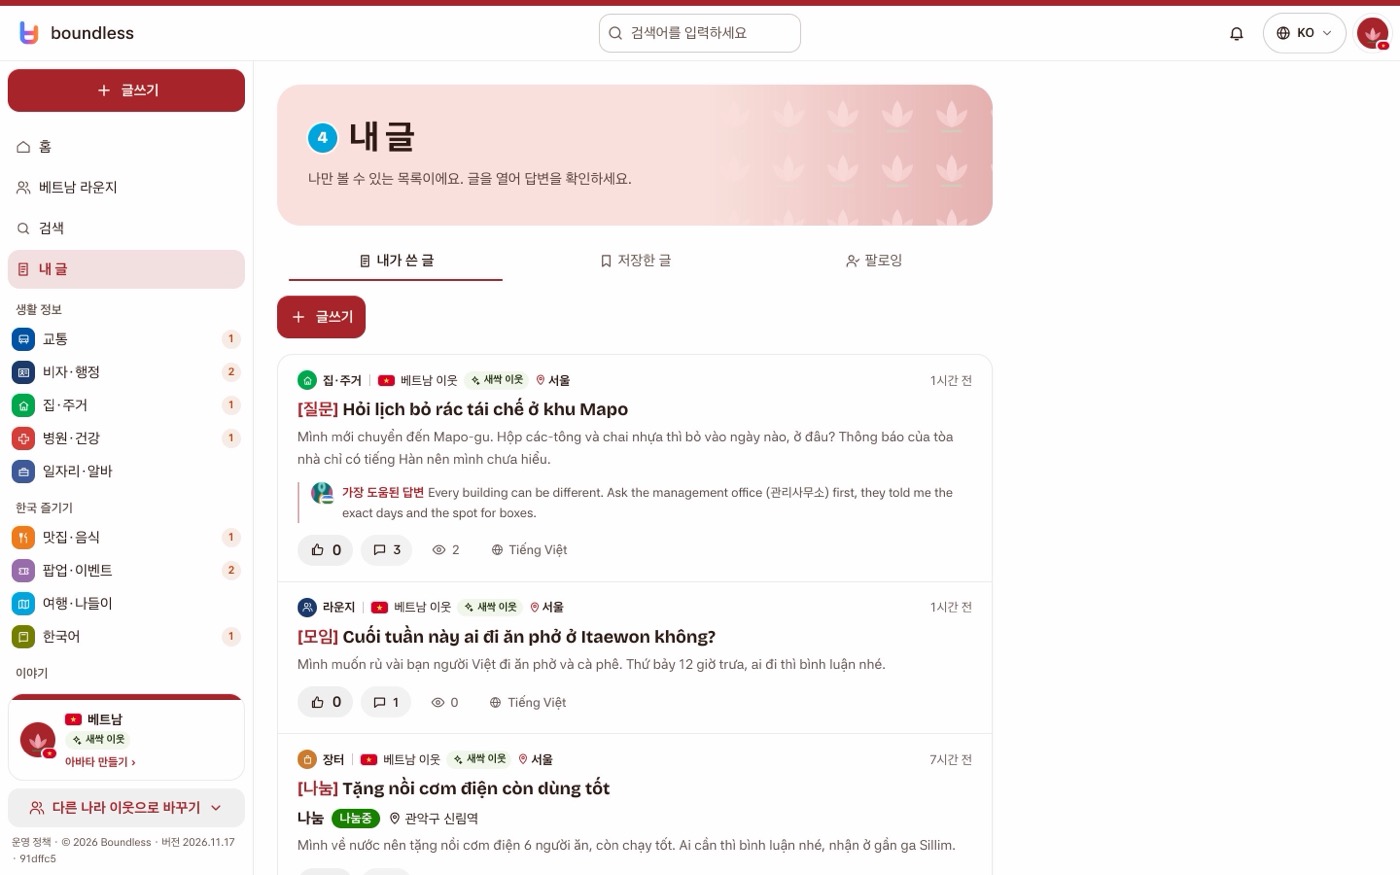 boundless
검색어를 입력하세요
KO
글쓰기
홈
베트남 라운지
검색
내 글
생활 정보
교통 1
비자·행정 2
집·주거 1
병원·건강 1
일자리·알바
한국 즐기기
맛집·음식 1
팝업·이벤트 2
여행·나들이
한국어 1
이야기
베트남
새싹 이웃
아바타 만들기 ›
다른 나라 이웃으로 바꾸기
운영 정책 · © 2026 Boundless · 버전 2026.11.17
· 91dffc5
4 내 글
나만 볼 수 있는 목록이에요. 글을 열어 답변을 확인하세요.
내가 쓴 글 저장한 글 팔로잉
글쓰기
집·주거 베트남 이웃 새싹 이웃 서울 1시간 전
[질문] Hỏi lịch bỏ rác tái chế ở khu Mapo
Mình mới chuyển đến Mapo-gu. Hộp các-tông và chai nhựa thì bỏ vào ngày nào, ở đâu? Thông báo của tòa
nhà chỉ có tiếng Hàn nên mình chưa hiểu.
가장 도움된 답변 Every building can be different. Ask the management office (관리사무소) first, they told me the
exact days and the spot for boxes.
0 3 2 Tiếng Việt
라운지 베트남 이웃 새싹 이웃 서울 1시간 전
[모임] Cuối tuần này ai đi ăn phở ở Itaewon không?
Mình muốn rủ vài bạn người Việt đi ăn phở và cà phê. Thứ bảy 12 giờ trưa, ai đi thì bình luận nhé.
0 1 0 Tiếng Việt
장터 베트남 이웃 새싹 이웃 서울 7시간 전
[나눔] Tặng nồi cơm điện còn dùng tốt
나눔 나눔중 관악구 신림역
Mình về nước nên tặng nồi cơm điện 6 người ăn, còn chạy tốt. Ai cần thì bình luận nhé, nhận ở gần ga Sillim.